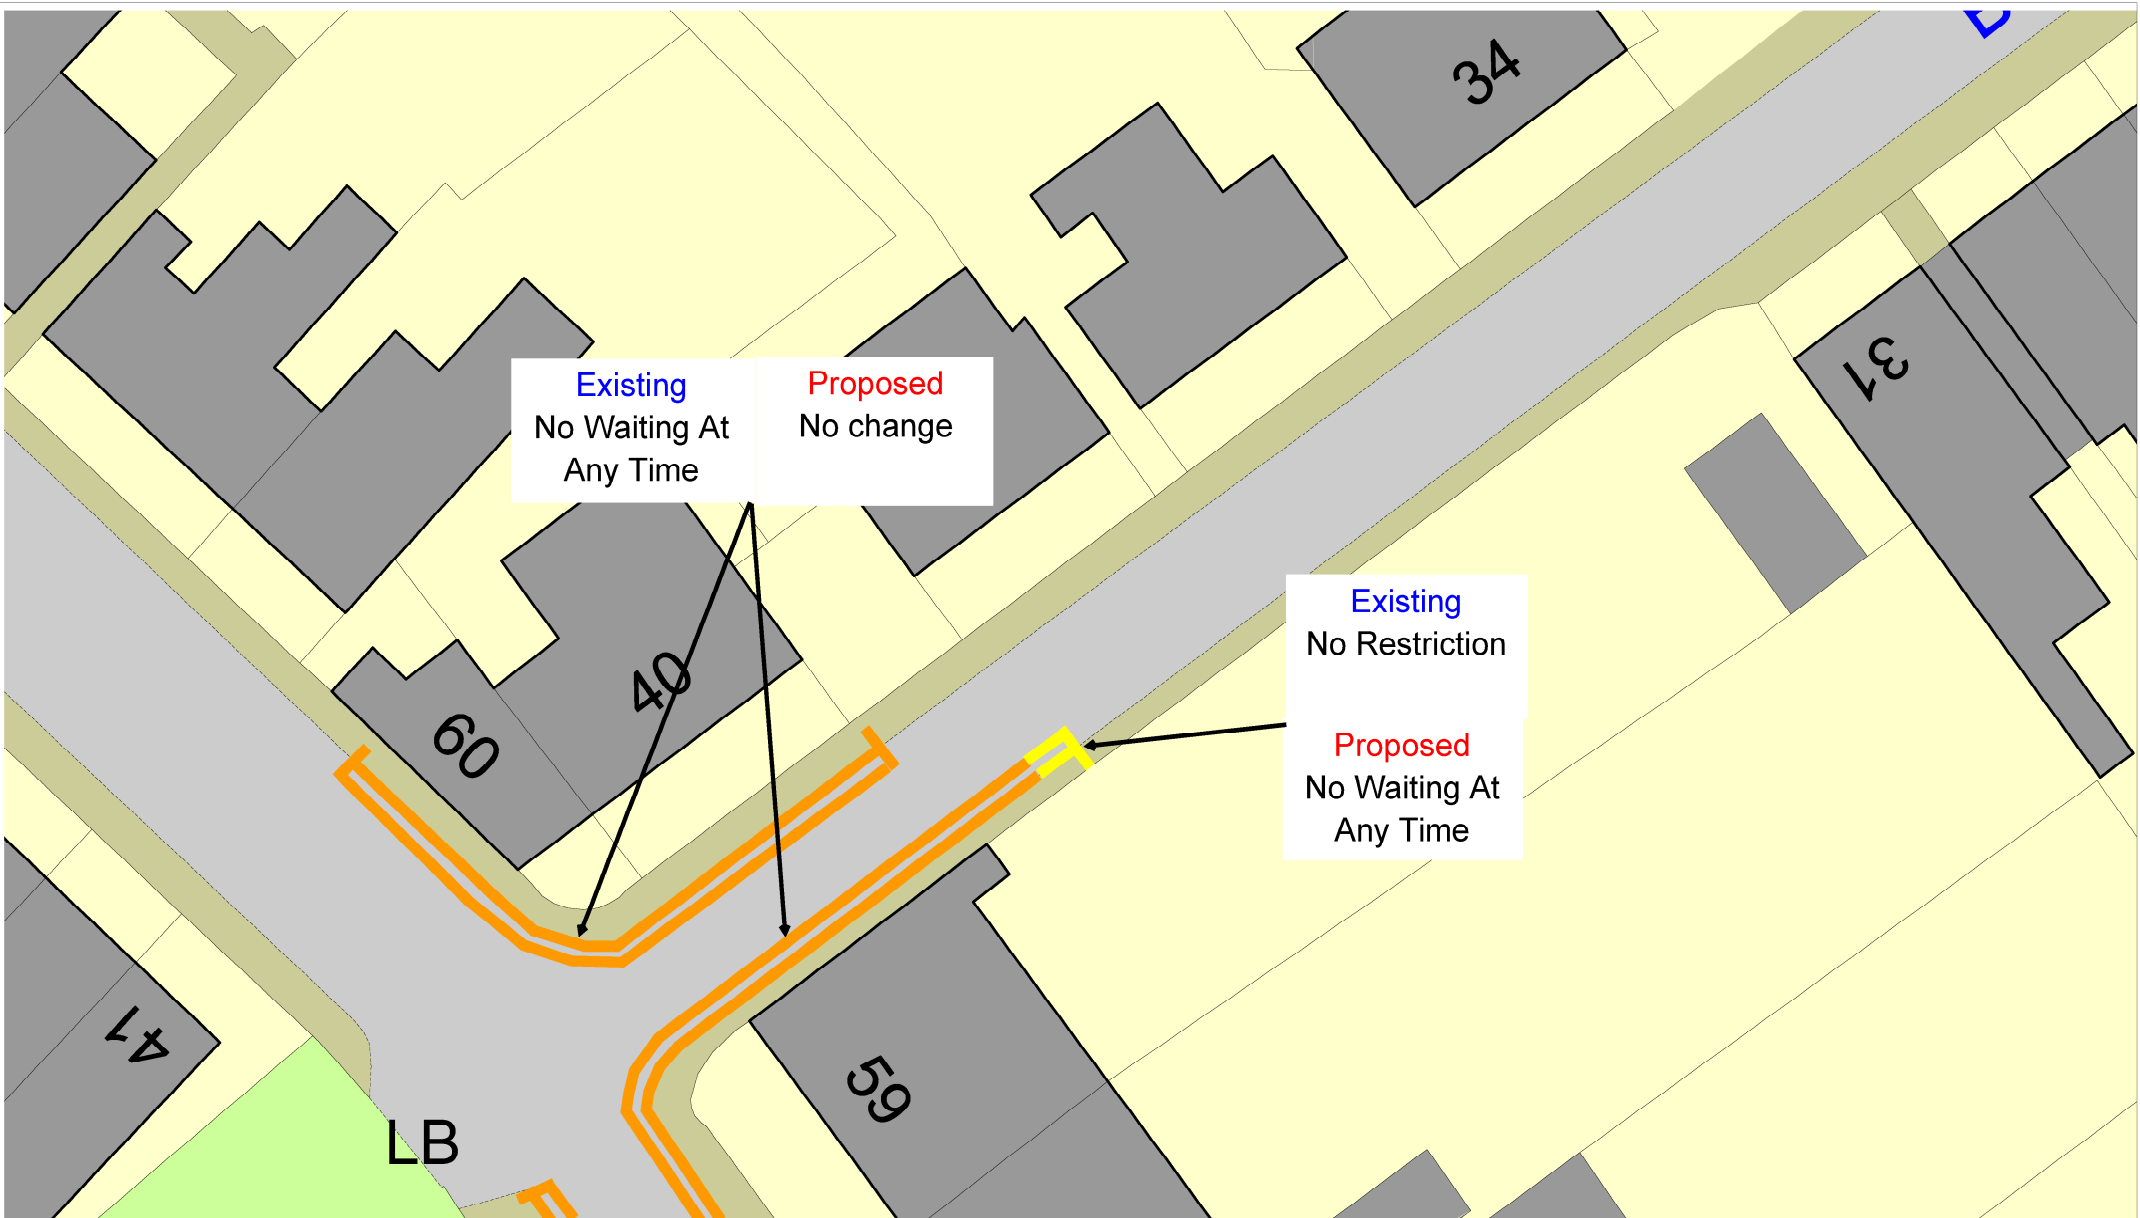 34
31
Existing
No Waiting At
Any Time
Proposed
No change
Existing
No Restriction
Proposed
No Waiting At
Any Time
40
60
59
41
LB